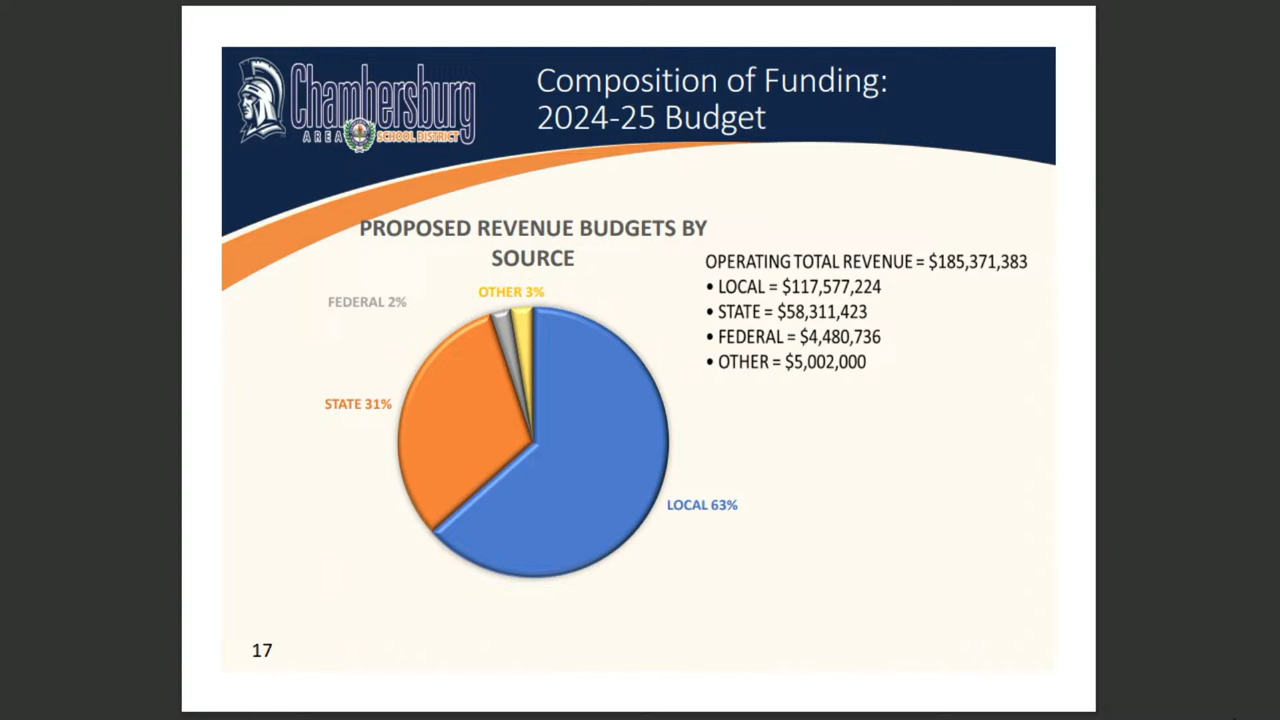 Chambersburg
AREA SCHOOL DISTRICT
Composition of Funding:
2024-25 Budget
PROPOSED REVENUE BUDGETS BY
SOURCE
OTHER 3%
FEDERAL 2%
STATE 31%
LOCAL 63%
OPERATING TOTAL REVENUE = $185,371,383
• LOCAL = $117,577,224
• STATE = $58,311,423
• FEDERAL = $4,480,736
• OTHER = $5,002,000
17